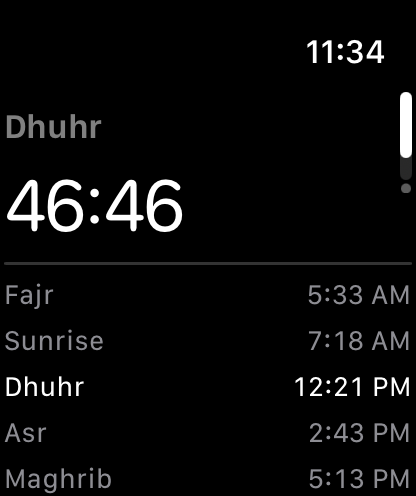 11:34
Dhuhr
46:46
Fajr 5:33 AM
Sunrise 7:18 AM
Dhuhr 12:21 PM
Asr 2:43 PM
Maghrib 5:13 PM